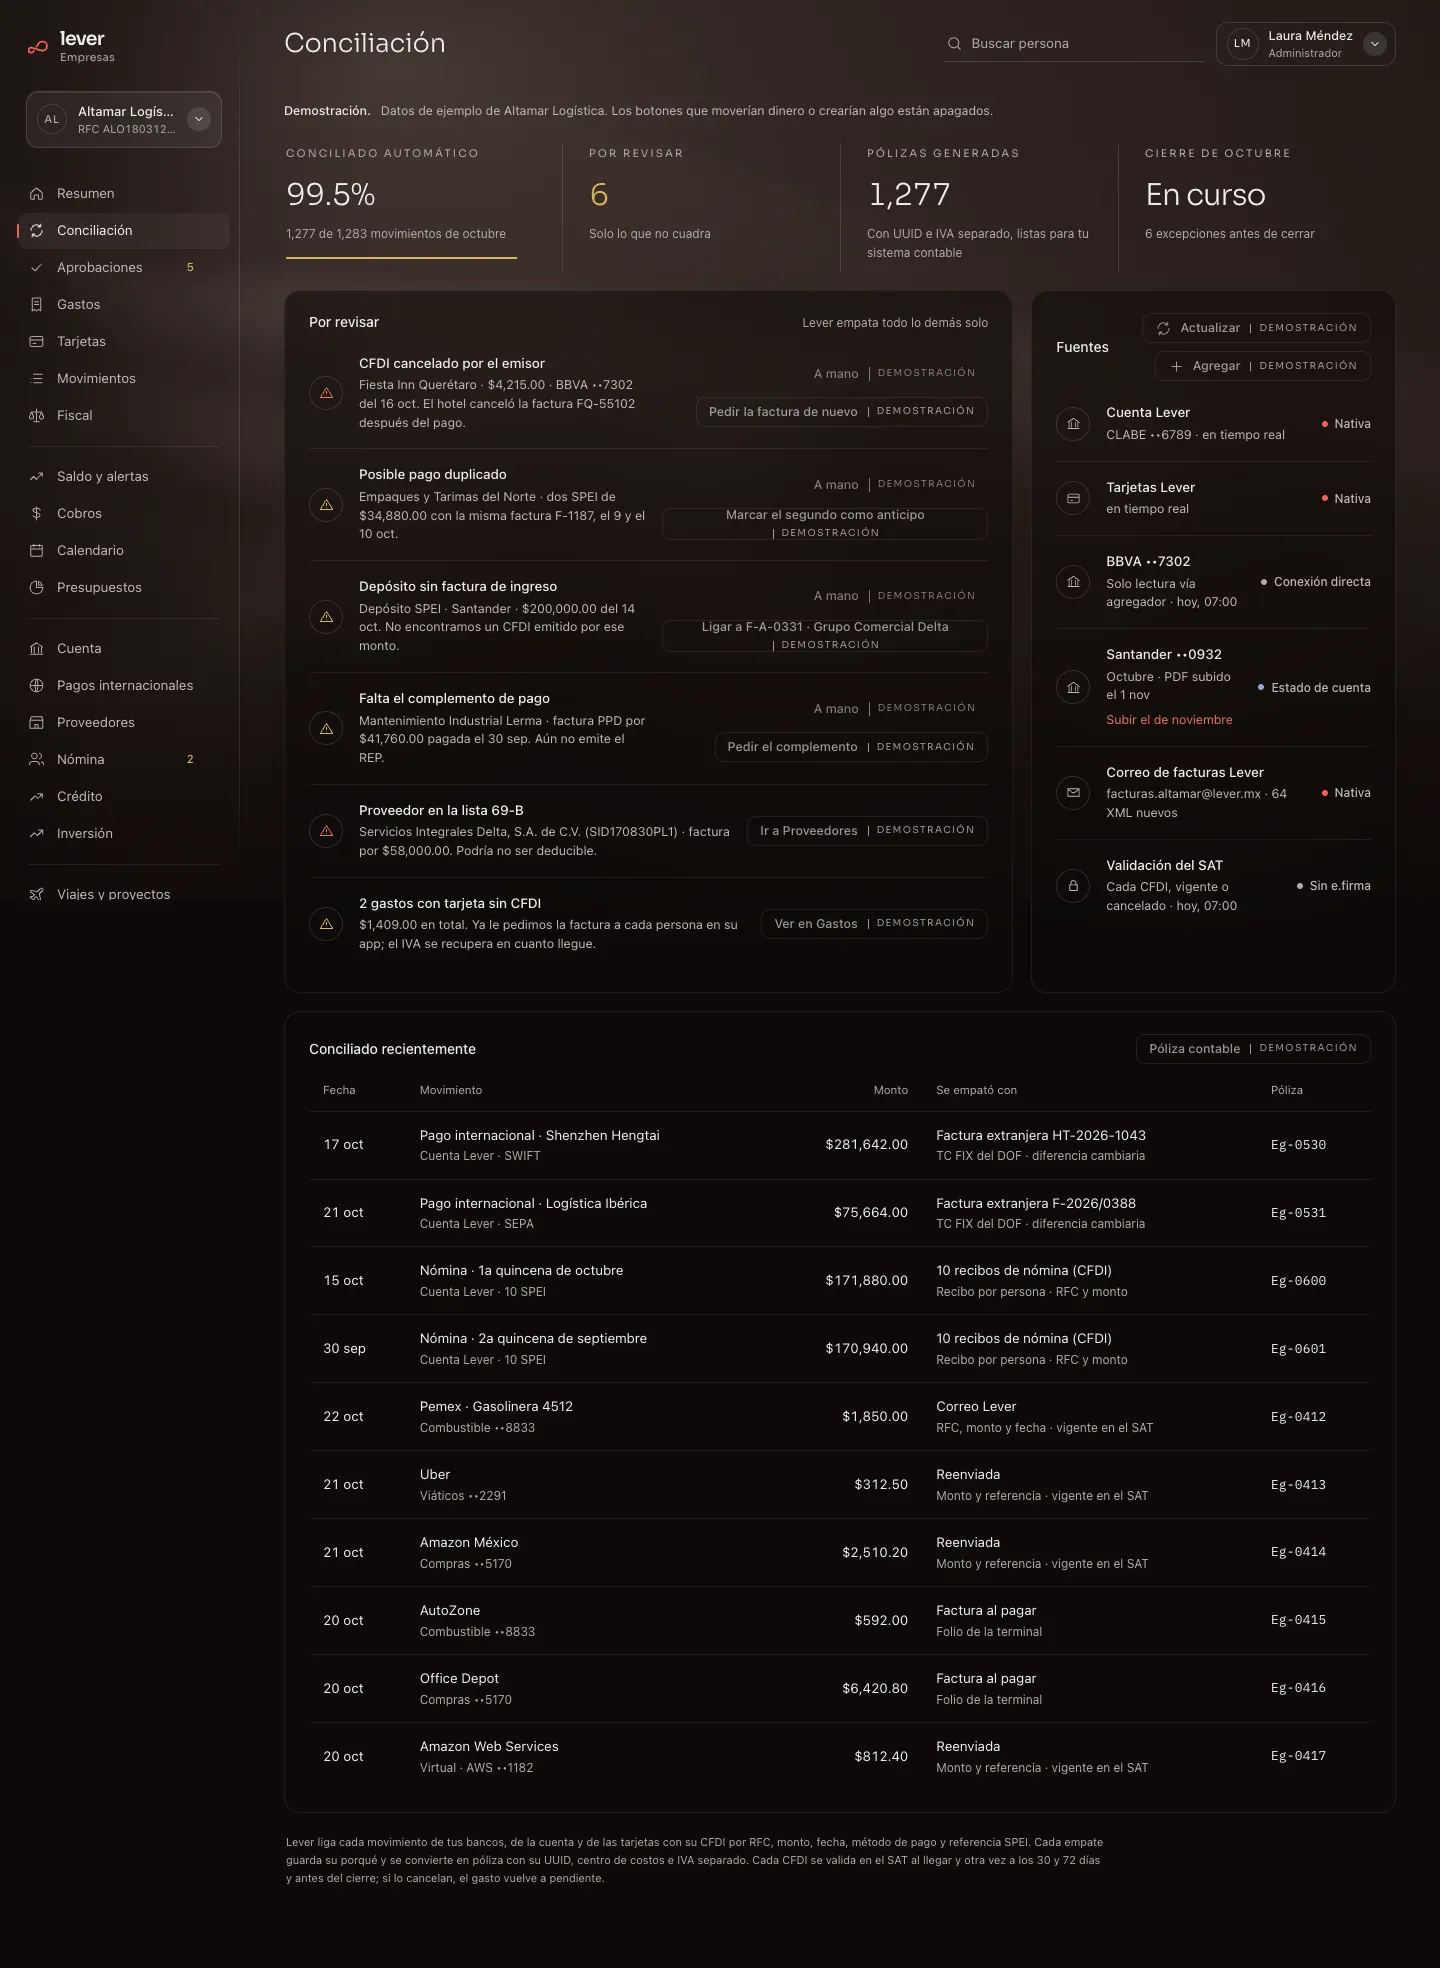 lever
Empresas
AL
Altamar Logís...
RFC ALO180312...
Resumen
Conciliación
Aprobaciones 5
Gastos
Tarjetas
Movimientos
Fiscal
Saldo y alertas
Cobros
Calendario
Presupuestos
Cuenta
Pagos internacionales
Proveedores
Nómina 2
Crédito
Inversión
Viajes y proyectos
Conciliación
Buscar persona
LM
Laura Méndez
Administrador
Demostración. Datos de ejemplo de Altamar Logística. Los botones que moverían dinero o crearían algo están apagados.
CONCILIADO AUTOMÁTICO
99.5%
1,277 de 1,283 movimientos de octubre
POR REVISAR
6
Solo lo que no cuadra
PÓLIZAS GENERADAS
1,277
Con UUID e IVA separado, listas para tu
sistema contable
CIERRE DE OCTUBRE
En curso
6 excepciones antes de cerrar
Por revisar
Lever empata todo lo demás solo
CFDI cancelado por el emisor
Fiesta Inn Querétaro · $4,215.00 · BBVA ••7302
del 16 oct. El hotel canceló la factura FQ-55102
después del pago.
A mano | DEMOSTRACIÓN
Pedir la factura de nuevo | DEMOSTRACIÓN
Posible pago duplicado
Empaques y Tarimas del Norte · dos SPEI de
$34,880.00 con la misma factura F-1187, el 9 y el
10 oct.
A mano | DEMOSTRACIÓN
Marcar el segundo como anticipo
| DEMOSTRACIÓN
Depósito sin factura de ingreso
Depósito SPEI · Santander · $200,000.00 del 14
oct. No encontramos un CFDI emitido por ese
monto.
A mano | DEMOSTRACIÓN
Ligar a F-A-0331 · Grupo Comercial Delta
| DEMOSTRACIÓN
Falta el complemento de pago
Mantenimiento Industrial Lerma · factura PPD por
$41,760.00 pagada el 30 sep. Aún no emite el
REP.
A mano | DEMOSTRACIÓN
Pedir el complemento | DEMOSTRACIÓN
Proveedor en la lista 69-B
Servicios Integrales Delta, S.A. de C.V. (SID170830PL1) · factura
por $58,000.00. Podría no ser deducible.
Ir a Proveedores | DEMOSTRACIÓN
2 gastos con tarjeta sin CFDI
$1,409.00 en total. Ya le pedimos la factura a cada persona en su
app; el IVA se recupera en cuanto llegue.
Ver en Gastos | DEMOSTRACIÓN
Fuentes
Actualizar | DEMOSTRACIÓN
Agregar | DEMOSTRACIÓN
Cuenta Lever
CLABE ••6789 · en tiempo real
Nativa
Tarjetas Lever
en tiempo real
Nativa
BBVA ••7302
Solo lectura vía
agregador · hoy, 07:00
Conexión directa
Santander ••0932
Octubre · PDF subido
el 1 nov
Subir el de noviembre
Estado de cuenta
Correo de facturas Lever
facturas.altamar@lever.mx · 64
XML nuevos
Nativa
Validación del SAT
Cada CFDI, vigente o
cancelado · hoy, 07:00
Sin e.firma
Conciliado recientemente
Póliza contable | DEMOSTRACIÓN
Fecha Movimiento Monto Se empató con Póliza
17 oct Pago internacional · Shenzhen Hengtai $281,642.00 Factura extranjera HT-2026-1043 Eg-0530
Cuenta Lever · SWIFT TC FIX del DOF · diferencia cambiaria
21 oct Pago internacional · Logística Ibérica $75,664.00 Factura extranjera F-2026/0388 Eg-0531
Cuenta Lever · SEPA TC FIX del DOF · diferencia cambiaria
15 oct Nómina · 1a quincena de octubre $171,880.00 10 recibos de nómina (CFDI) Eg-0600
Cuenta Lever · 10 SPEI Recibo por persona · RFC y monto
30 sep Nómina · 2a quincena de septiembre $170,940.00 10 recibos de nómina (CFDI) Eg-0601
Cuenta Lever · 10 SPEI Recibo por persona · RFC y monto
22 oct Pemex · Gasolinera 4512 $1,850.00 Correo Lever Eg-0412
Combustible ••8833 RFC, monto y fecha · vigente en el SAT
21 oct Uber $312.50 Reenviada Eg-0413
Viáticos ••2291 Monto y referencia · vigente en el SAT
21 oct Amazon México $2,510.20 Reenviada Eg-0414
Compras ••5170 Monto y referencia · vigente en el SAT
20 oct AutoZone $592.00 Factura al pagar Eg-0415
Combustible ••8833 Folio de la terminal
20 oct Office Depot $6,420.80 Factura al pagar Eg-0416
Compras ••5170 Folio de la terminal
20 oct Amazon Web Services $812.40 Reenviada Eg-0417
Virtual · AWS ••1182 Monto y referencia · vigente en el SAT
Lever liga cada movimiento de tus bancos, de la cuenta y de las tarjetas con su CFDI por RFC, monto, fecha, método de pago y referencia SPEI. Cada empate
guarda su porqué y se convierte en póliza con su UUID, centro de costos e IVA separado. Cada CFDI se valida en el SAT al llegar y otra vez a los 30 y 72 días
y antes del cierre; si lo cancelan, el gasto vuelve a pendiente.